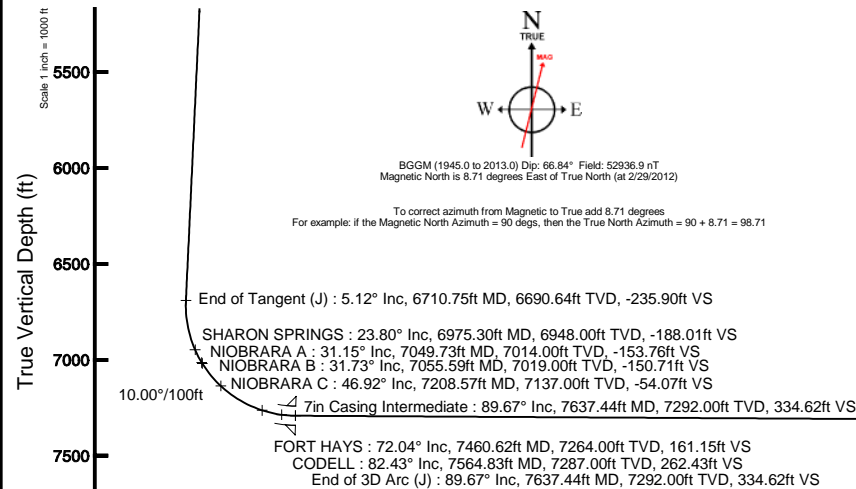 Scale 1 inch = 1000 ft
True Vertical Depth (ft)
5500
6000
6500
7000
7500
N
TRUE
MAG
W
E
BGGM (1945.0 to 2013.0) Dip: 66.84° Field: 52936.9 nT
Magnetic North is 8.71 degrees East of True North (at 2/29/2012)
To correct azimuth from Magnetic to True add 8.71 degrees
For example: if the Magnetic North Azimuth = 90 degs, then the True North Azimuth = 90 + 8.71 = 98.71
End of Tangent (J) : 5.12° Inc, 6710.75ft MD, 6690.64ft TVD, -235.90ft VS
SHARON SPRINGS : 23.80° Inc, 6975.30ft MD, 6948.00ft TVD, -188.01ft VS
NIOBRARA A : 31.15° Inc, 7049.73ft MD, 7014.00ft TVD, -153.76ft VS
NIOBRARA B : 31.73° Inc, 7055.59ft MD, 7019.00ft TVD, -150.71ft VS
NIOBRARA C : 46.92° Inc, 7208.57ft MD, 7137.00ft TVD, -54.07ft VS
10.00°/100ft
7in Casing Intermediate : 89.67° Inc, 7637.44ft MD, 7292.00ft TVD, 334.62ft VS
FORT HAYS : 72.04° Inc, 7460.62ft MD, 7264.00ft TVD, 161.15ft VS
CODELL : 82.43° Inc, 7564.83ft MD, 7287.00ft TVD, 262.43ft VS
End of 3D Arc (J) : 89.67° Inc, 7637.44ft MD, 7292.00ft TVD, 334.62ft VS